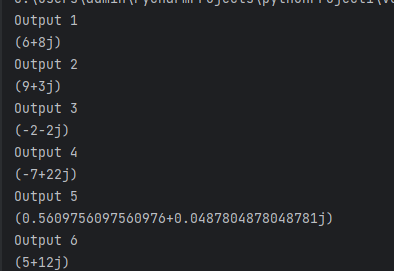 Output 1
(6+8j)
Output 2
(9+3j)
Output 3
(-2-2j)
Output 4
(-7+22j)
Output 5
(0.5609756097560976+0.0487804878048781j)
Output 6
(5+12j)